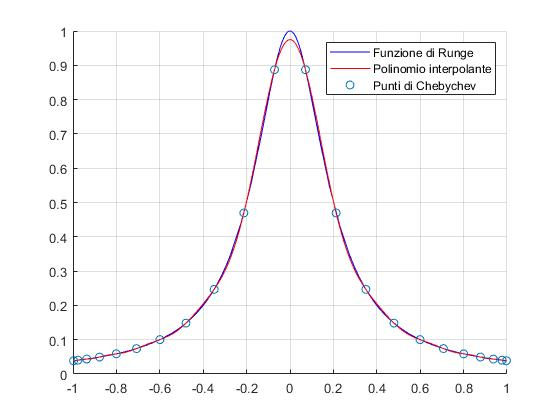 Funzione di Runge
Polinomio interpolante
Punti di Chebychev
1
0.9
0.8
0.7
0.6
0.5
0.4
0.3
0.2
0.1
0
-1 -0.8 -0.6 -0.4 -0.2 0 0.2 0.4 0.6 0.8 1